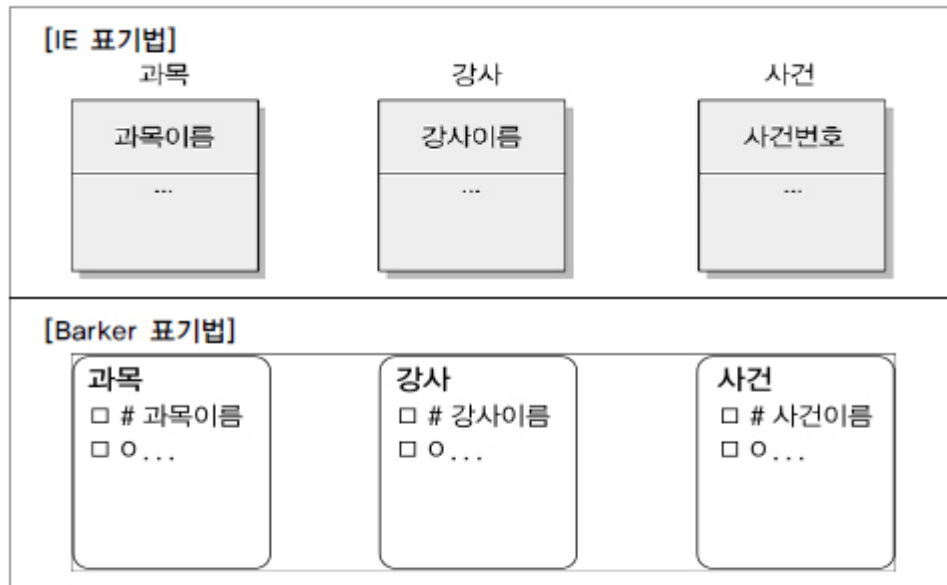 [IE 표기법]
과목 강사 사건
과목이름 강사이름 사건번호
... ... ...
[Barker 표기법]
과목 강사 사건
□ # 과목이름 □ # 강사이름 □ # 사건이름
□ ㅇ... □ ㅇ... □ ㅇ...